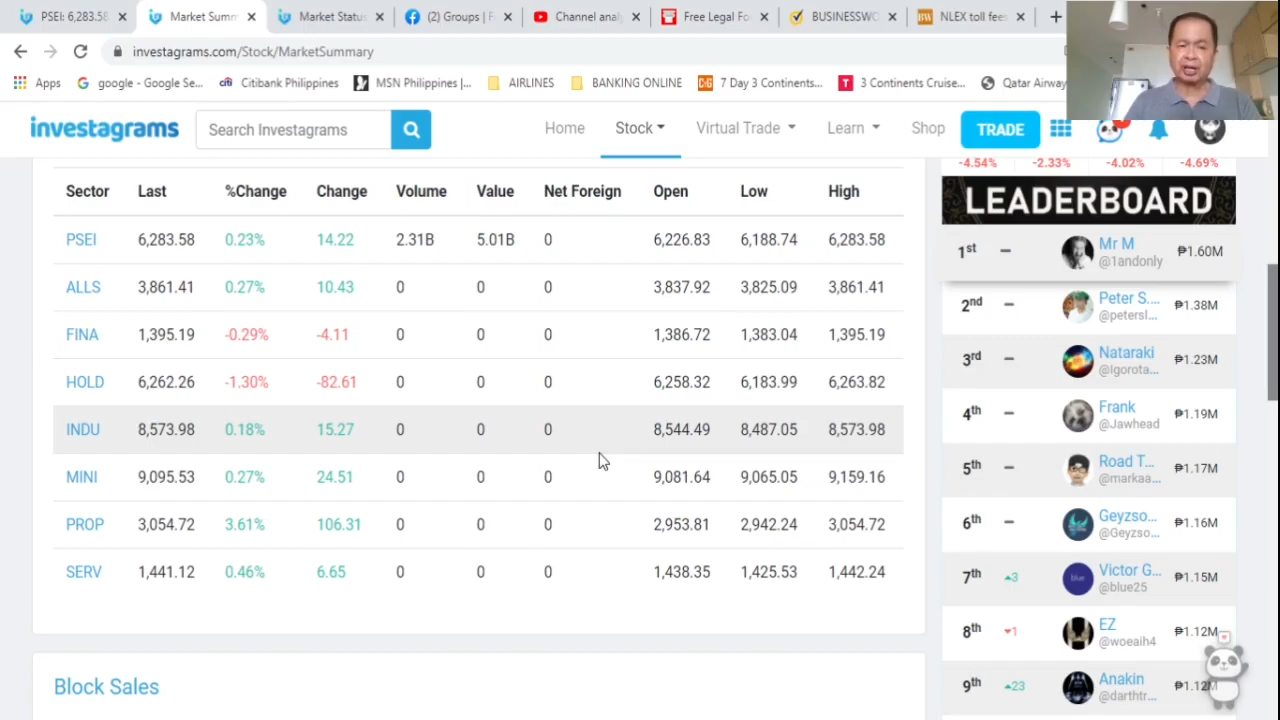 PSEi: 6,283.58
Market Summ
Market Status
(2) Groups | F
Channel anal
Free Legal Fo
BUSINESSWO
NLEX toll fees
investagrams.com/Stock/MarketSummary
Apps google - Google Se... Citibank Philippines MSN Philippines |... AIRLINES BANKING ONLINE 7 Day 3 Continents... 3 Continents Cruise... Qatar Airway
investagrams Search Investagrams Home Stock Virtual Trade Learn Shop TRADE
-4.54% -2.33% -4.02% -4.69%
Sector Last %Change Change Volume Value Net Foreign Open Low High
PSEI 6,283.58 0.23% 14.22 2.31B 5.01B 0 6,226.83 6,188.74 6,283.58
ALLS 3,861.41 0.27% 10.43 0 0 0 3,837.92 3,825.09 3,861.41
FINA 1,395.19 -0.29% -4.11 0 0 0 1,386.72 1,383.04 1,395.19
HOLD 6,262.26 -1.30% -82.61 0 0 0 6,258.32 6,183.99 6,263.82
INDU 8,573.98 0.18% 15.27 0 0 0 8,544.49 8,487.05 8,573.98
MINI 9,095.53 0.27% 24.51 0 0 0 9,081.64 9,065.05 9,159.16
PROP 3,054.72 3.61% 106.31 0 0 0 2,953.81 2,942.24 3,054.72
SERV 1,441.12 0.46% 6.65 0 0 0 1,438.35 1,425.53 1,442.24
Block Sales
LEADERBOARD
1st – Mr M ₱1.60M
@1andonly
2nd – Peter S.... ₱1.38M
@petersl...
3rd – Nataraki ₱1.23M
@Igorota...
4th – Frank ₱1.19M
@Jawhead
5th – Road T... ₱1.17M
@markaa...
6th – Geyzso... ₱1.16M
@Geyzso...
7th 3 blue Victor G... ₱1.15M
@blue25
8th 1 EZ ₱1.12M
@woeaih4
9th 23 Anakin ₱1.12M
@darthtr...